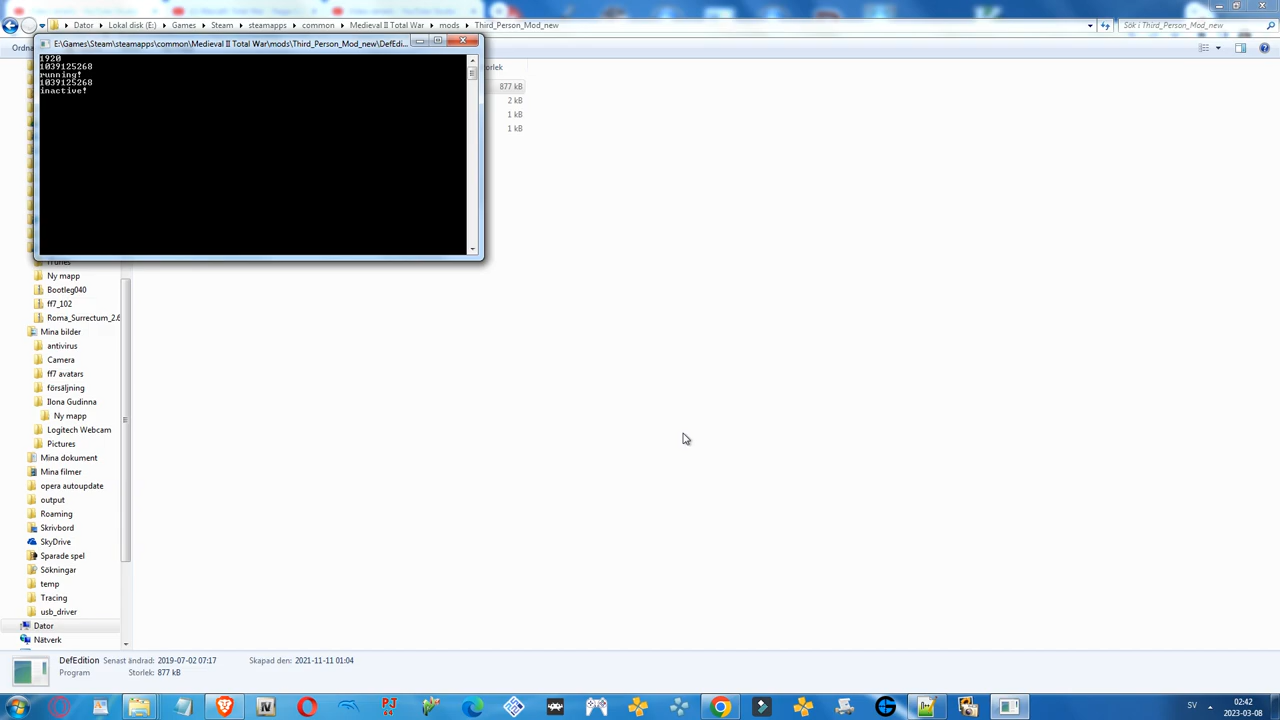 Dator
Lokal disk (E:)
Games
Steam
steamapps
common
Medieval II Total War
mods
Third_Person_Mod_new
Sök i Third_Person_Mod_new
E:\Games\Steam\steamapps\common\Medieval II Total War\mods\Third_Person_Mod_new\DefEdi...
1920
1039125268
running!
1039125268
inactive!
877 kB
2 kB
1 kB
1 kB
Ny mapp
Bootleg040
ff7_102
Roma_Surrectum_2.6
Mina bilder
antivirus
Camera
ff7 avatars
försäljning
Ilona Gudinna
Ny mapp
Logitech Webcam
Pictures
Mina dokument
Mina filmer
opera autoupdate
output
Roaming
Skrivbord
SkyDrive
Sparade spel
Sökningar
temp
Tracing
usb_driver
Dator
Nätverk
DefEdition Senast ändrad: 2019-07-02 07:17 Skapad den: 2021-11-11 01:04
Program Storlek: 877 kB
IV
PJ
64
SV
02:42
2023-03-08